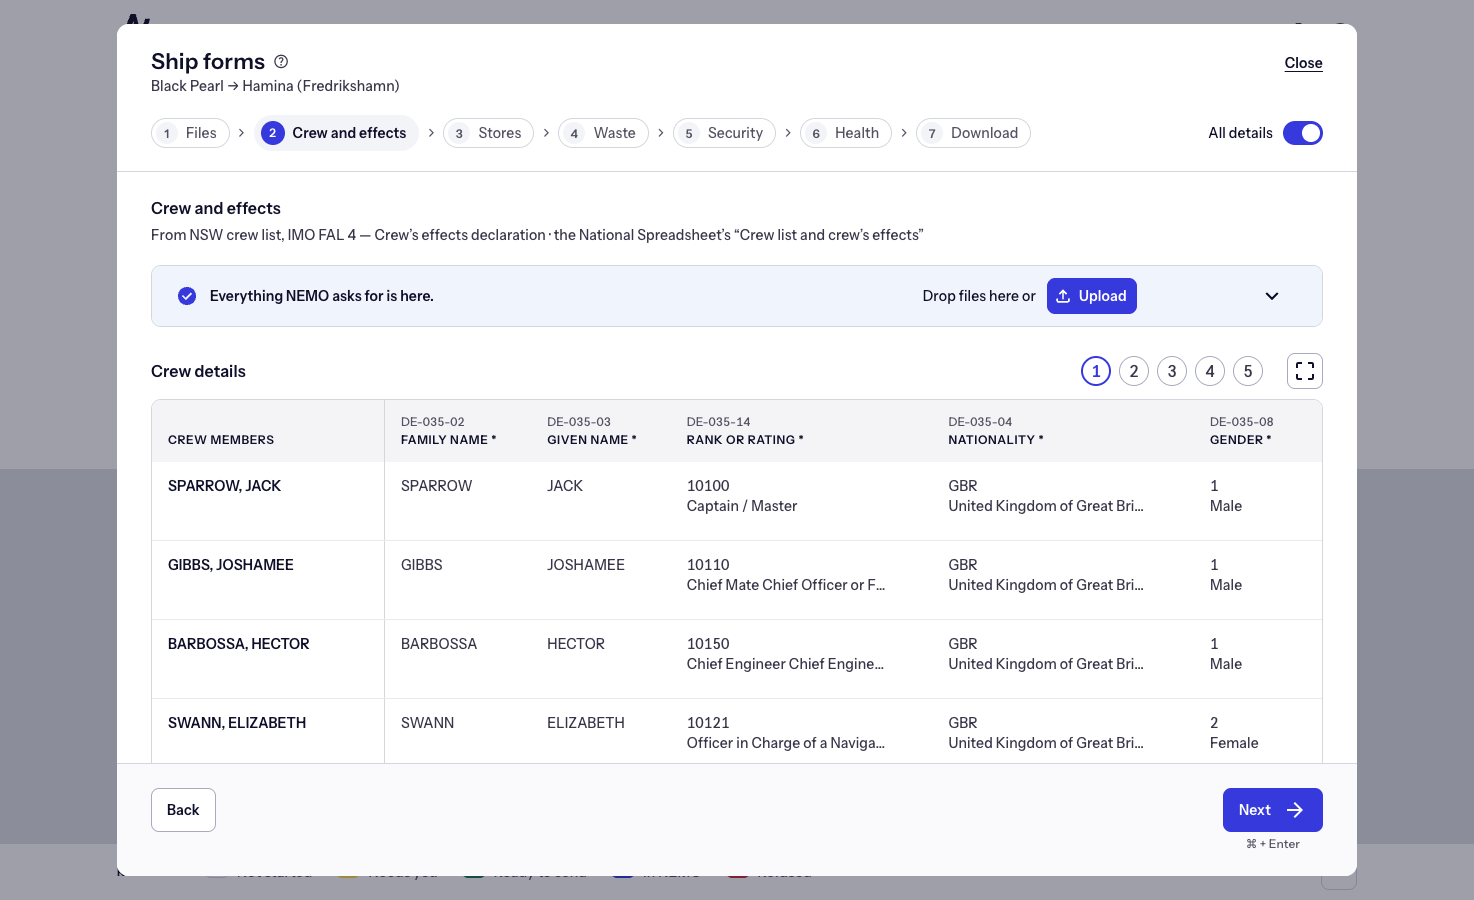 Ship forms
Close
Black Pearl → Hamina (Fredrikshamn)
1 Files > 2 Crew and effects > 3 Stores > 4 Waste > 5 Security > 6 Health > 7 Download
All details
Crew and effects
From NSW crew list, IMO FAL 4 — Crew’s effects declaration · the National Spreadsheet’s “Crew list and crew’s effects”
Everything NEMO asks for is here.
Drop files here or
Upload
Crew details
1 2 3 4 5
DE-035-02 DE-035-03 DE-035-14 DE-035-04 DE-035-08
CREW MEMBERS FAMILY NAME * GIVEN NAME * RANK OR RATING * NATIONALITY * GENDER *
SPARROW, JACK SPARROW JACK 10100 GBR 1
Captain / Master United Kingdom of Great Bri... Male
GIBBS, JOSHAMEE GIBBS JOSHAMEE 10110 GBR 1
Chief Mate Chief Officer or F... United Kingdom of Great Bri... Male
BARBOSSA, HECTOR BARBOSSA HECTOR 10150 GBR 1
Chief Engineer Chief Engine... United Kingdom of Great Bri... Male
SWANN, ELIZABETH SWANN ELIZABETH 10121 GBR 2
Officer in Charge of a Naviga... United Kingdom of Great Bri... Female
Back
Next
⌘ + Enter